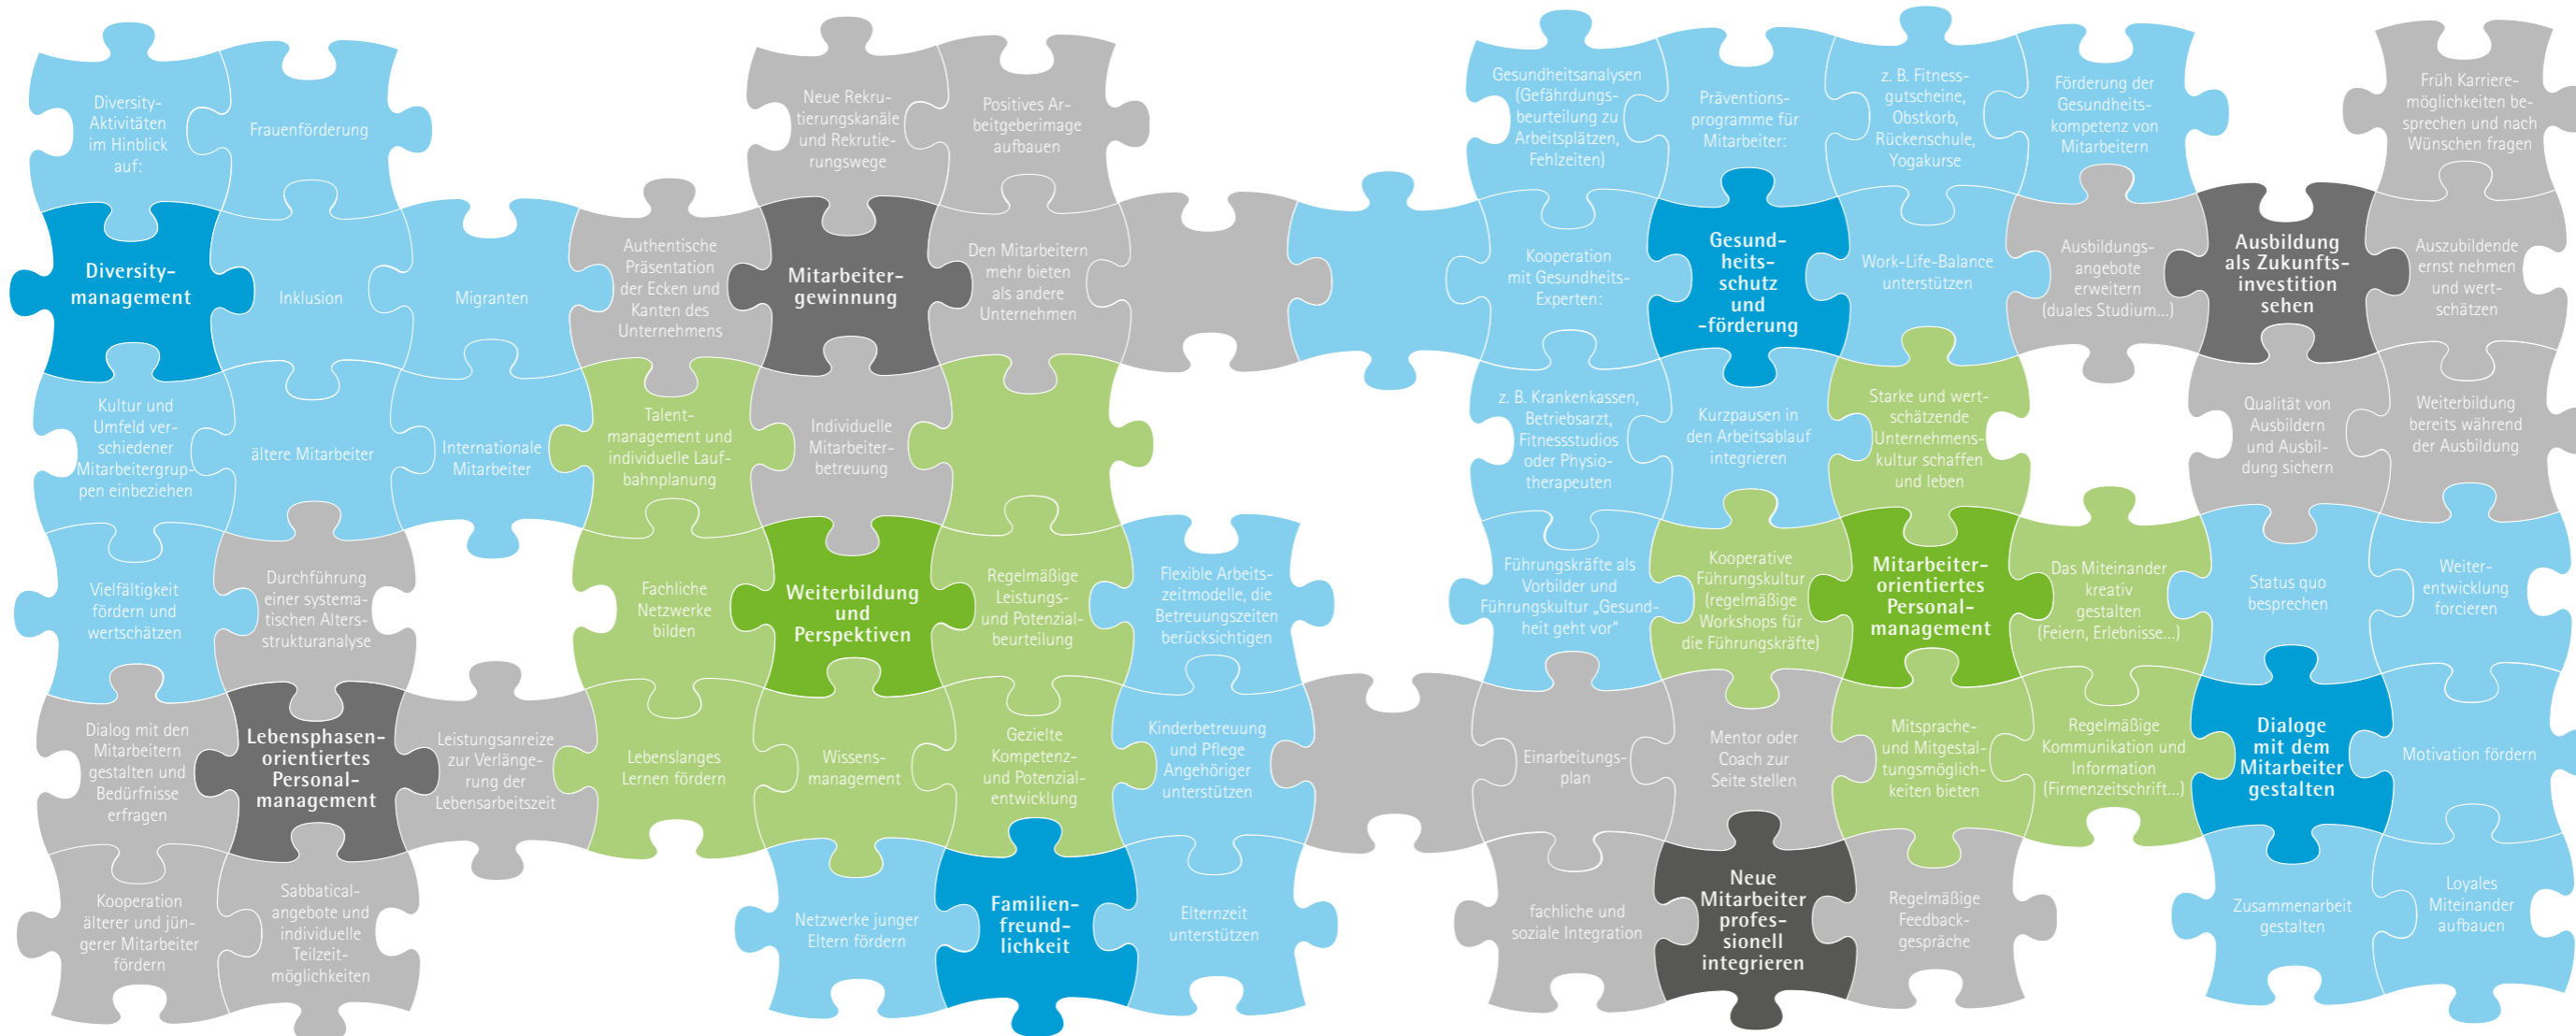 Diversity-
Aktivitäten
im Hinblick
auf:
Frauenförderung
Neue Rekru-
tierungskanäle
und Rekrutie-
rungswege
Positives Ar-
beitgeberimage
aufbauen
Gesundheitsanalysen
(Gefährdungs-
beurteilung zu
Arbeitsplätzen,
Fehlzeiten)
Präventions-
programme für
Mitarbeiter:
z. B. Fitness-
gutscheine,
Obstkorb,
Rückenschule,
Yogakurse
Förderung der
Gesundheits-
kompetenz von
Mitarbeitern
Früh Karriere-
möglichkeiten be-
sprechen und nach
Wünschen fragen
Diversity-
management
Inklusion
Migranten
Authentische
Präsentation
der Ecken und
Kanten des
Unternehmens
Mitarbeiter-
gewinnung
Den Mitarbeitern
mehr bieten
als andere
Unternehmen
Kooperation
mit Gesundheits-
Experten:
Gesund-
heits-
schutz
und
-förderung
Work-Life-Balance
unterstützen
Ausbildungs-
angebote
erweitern
(duales Studium...)
Ausbildung
als Zukunfts-
investition
sehen
Auszubildende
ernst nehmen
und wert-
schätzen
Kultur und
Umfeld ver-
schiedener
Mitarbeitergrup-
pen einbeziehen
ältere Mitarbeiter
Internationale
Mitarbeiter
Talent-
management und
individuelle Lauf-
bahnplanung
Individuelle
Mitarbeiter-
betreuung
z. B. Krankenkassen,
Betriebsarzt,
Fitnessstudios
oder Physio-
therapeuten
Kurzpausen in
den Arbeitsablauf
integrieren
Starke und wert-
schätzende
Unternehmens-
kultur schaffen
und leben
Qualität von
Ausbildern
und Ausbil-
dung sichern
Weiterbildung
bereits während
der Ausbildung
Vielfältigkeit
fördern und
wertschätzen
Durchführung
einer systema-
tischen Alters-
strukturanalyse
Fachliche
Netzwerke
bilden
Weiterbildung
und
Perspektiven
Regelmäßige
Leistungs-
und Potenzial-
beurteilung
Flexible Arbeits-
zeitmodelle, die
Betreuungszeiten
berücksichtigen
Führungskräfte als
Vorbilder und
Führungskultur „Gesund-
heit geht vor"
Kooperative
Führungskultur
(regelmäßige
Workshops für
die Führungskräfte)
Mitarbeiter-
orientiertes
Personal-
management
Das Miteinander
kreativ
gestalten
(Feiern, Erlebnisse...)
Status quo
besprechen
Weiter-
entwicklung
forcieren
Dialog mit den
Mitarbeitern
gestalten und
Bedürfnisse
erfragen
Lebensphasen-
orientiertes
Personal-
management
Leistungsanreize
zur Verlänge-
rung der
Lebensarbeitszeit
Lebenslanges
Lernen fördern
Wissens-
management
Gezielte
Kompetenz-
und Potenzial-
entwicklung
Kinderbetreuung
und Pflege
Angehöriger
unterstützen
Einarbeitungs-
plan
Mentor oder
Coach zur
Seite stellen
Mitsprache-
und Mitgestal-
tungsmöglich-
keiten bieten
Regelmäßige
Kommunikation und
Information
(Firmenzeitschrift...)
Dialoge
mit dem
Mitarbeiter
gestalten
Motivation fördern
Kooperation
älterer und jün-
gerer Mitarbeiter
fördern
Sabbatical-
angebote und
individuelle
Teilzeit-
möglichkeiten
Netzwerke junger
Eltern fördern
Familien-
freund-
lichkeit
Elternzeit
unterstützen
fachliche und
soziale Integration
Neue
Mitarbeiter
profes-
sionell
integrieren
Regelmäßige
Feedback-
gespräche
Zusammenarbeit
gestalten
Loyales
Miteinander
aufbauen